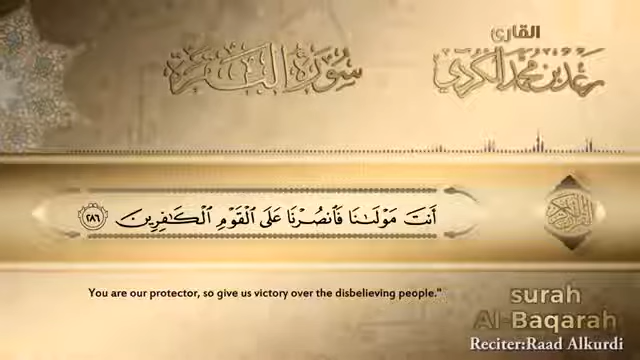 القارئ
رعد بن محمد الكردي
سورة البقرة
أَنتَ مَوْلَىٰنَا فَٱنصُرْنَا عَلَى ٱلْقَوْمِ ٱلْكَـٰفِرِينَ ٢٨٦
You are our protector, so give us victory over the disbelieving people."
surah
Al-Baqarah
Reciter:Raad Alkurdi